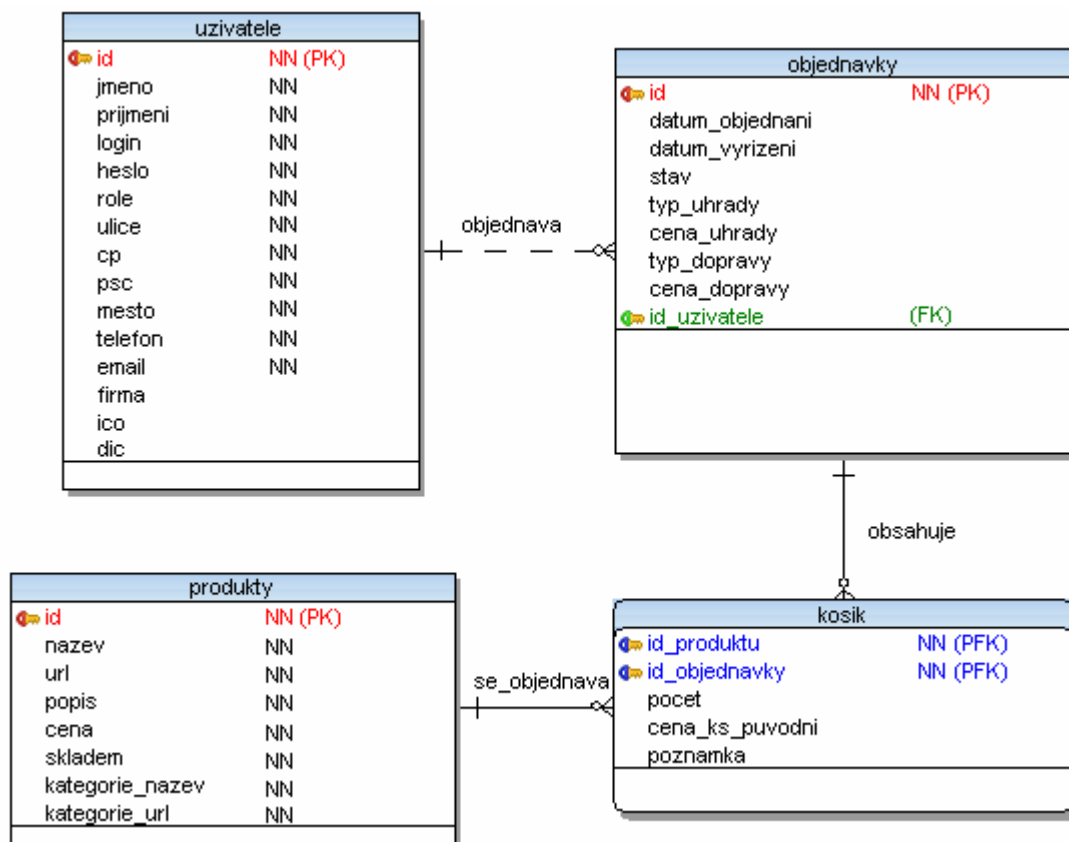 uzivatele
id NN (PK)
jmeno NN
prijmeni NN
login NN
heslo NN
role NN
ulice NN
cp NN
psc NN
mesto NN
telefon NN
email NN
firma
ico
dic
objednava
objednavky
id NN (PK)
datum_objednani
datum_vyrizeni
stav
typ_uhrady
cena_uhrady
typ_dopravy
cena_dopravy
id_uzivatele (FK)
obsahuje
produkty
id NN (PK)
nazev NN
url NN
popis NN
cena NN
skladem NN
kategorie_nazev NN
kategorie_url NN
se_objednava
kosik
id_produktu NN (PFK)
id_objednavky NN (PFK)
pocet
cena_ks_puvodni
poznamka